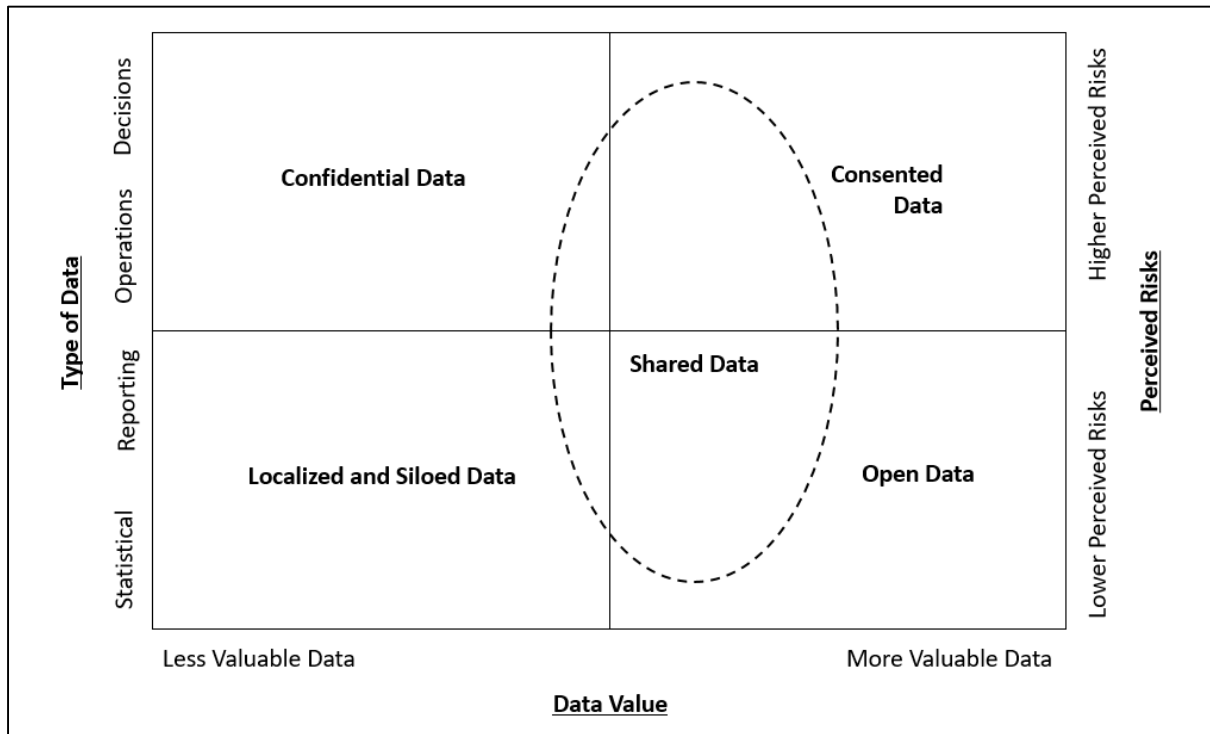 Type of Data
Decisions
Operations
Reporting
Statistical
Confidential Data
Consented
Data
Shared Data
Localized and Siloed Data
Open Data
Higher Perceived Risks
Lower Perceived Risks
Perceived Risks
Less Valuable Data
More Valuable Data
Data Value